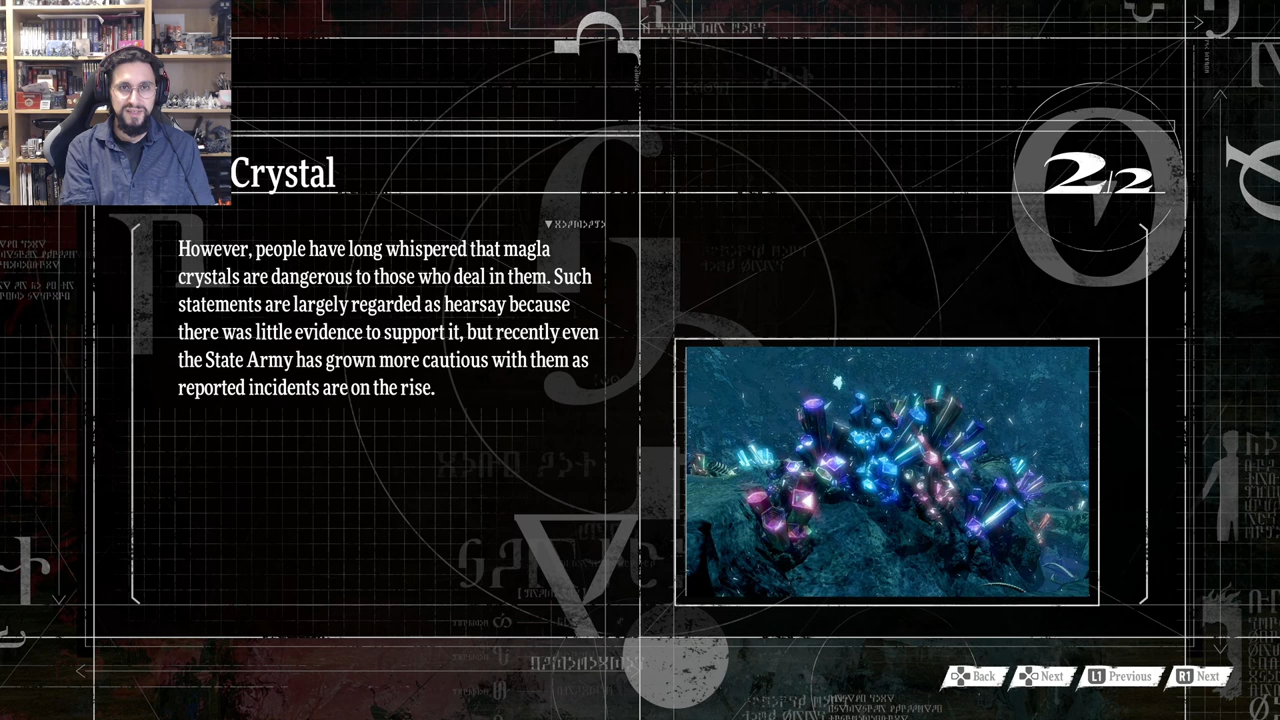 Crystal
2/2
However, people have long whispered that magla
crystals are dangerous to those who deal in them. Such
statements are largely regarded as hearsay because
there was little evidence to support it, but recently even
the State Army has grown more cautious with them as
reported incidents are on the rise.
Back Next L1 Previous R1 Next